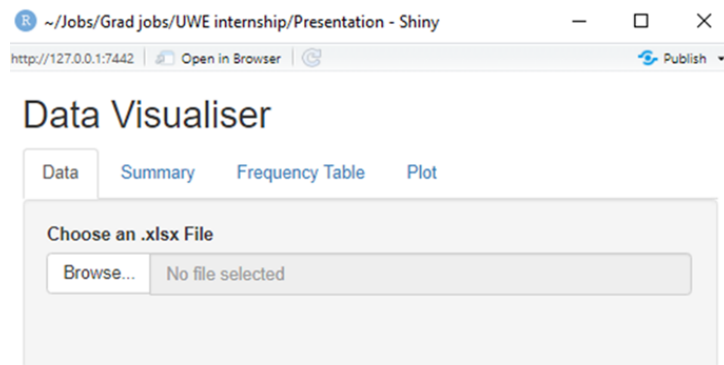 R ~/Jobs/Grad jobs/UWE internship/Presentation - Shiny
http://127.0.0.1:7442 Open in Browser Publish
Data Visualiser
Data Summary Frequency Table Plot
Choose an .xlsx File
Browse... No file selected